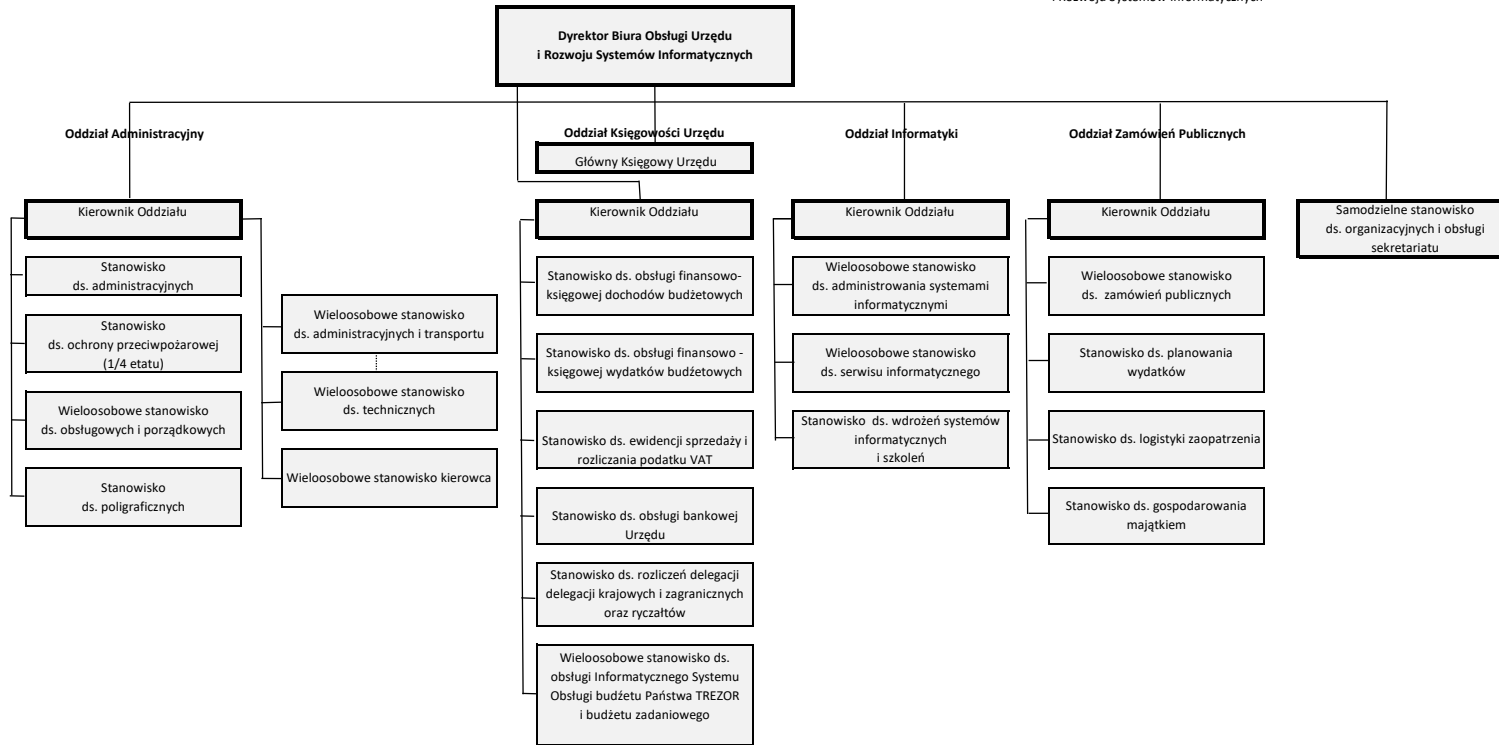 i Rozwoju Systemów Informatycznych
Dyrektor Biura Obsługi Urzędu
i Rozwoju Systemów Informatycznych
Oddział Administracyjny
Oddział Księgowości Urzędu
Oddział Informatyki
Oddział Zamówień Publicznych
Główny Księgowy Urzędu
Kierownik Oddziału
Kierownik Oddziału
Kierownik Oddziału
Kierownik Oddziału
Samodzielne stanowisko
ds. organizacyjnych i obsługi
sekretariatu
Stanowisko
ds. administracyjnych
Stanowisko
ds. ochrony przeciwpożarowej
(1/4 etatu)
Wieloosobowe stanowisko
ds. obsługowych i porządkowych
Stanowisko
ds. poligraficznych
Wieloosobowe stanowisko
ds. administracyjnych i transportu
Wieloosobowe stanowisko
ds. technicznych
Wieloosobowe stanowisko kierowca
Stanowisko ds. obsługi finansowo-
księgowej dochodów budżetowych
Stanowisko ds. obsługi finansowo -
księgowej wydatków budżetowych
Stanowisko ds. ewidencji sprzedaży i
rozliczania podatku VAT
Stanowisko ds. obsługi bankowej
Urzędu
Stanowisko ds. rozliczeń delegacji
delegacji krajowych i zagranicznych
oraz ryczałtów
Wieloosobowe stanowisko ds.
obsługi Informatycznego Systemu
Obsługi budżetu Państwa TREZOR
i budżetu zadaniowego
Wieloosobowe stanowisko
ds. administrowania systemami
informatycznymi
Wieloosobowe stanowisko
ds. serwisu informatycznego
Stanowisko ds. wdrożeń systemów
informatycznych
i szkoleń
Wieloosobowe stanowisko
ds. zamówień publicznych
Stanowisko ds. planowania
wydatków
Stanowisko ds. logistyki zaopatrzenia
Stanowisko ds. gospodarowania
majątkiem